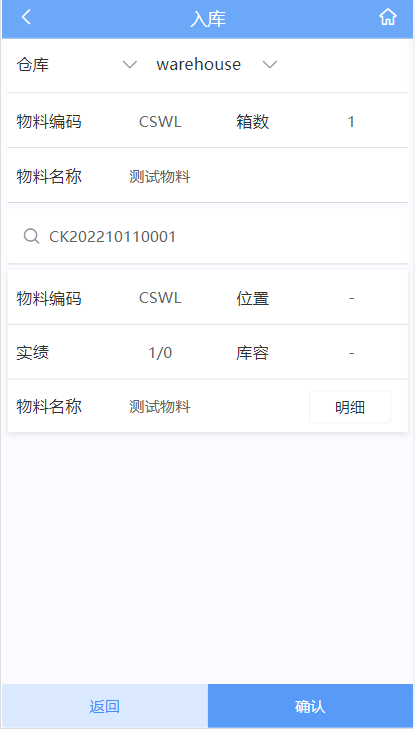 入库
仓库 warehouse
物料编码 CSWL 箱数 1
物料名称 测试物料
CK202210110001
物料编码 CSWL 位置 -
实绩 1/0 库容 -
物料名称 测试物料 明细
返回 确认